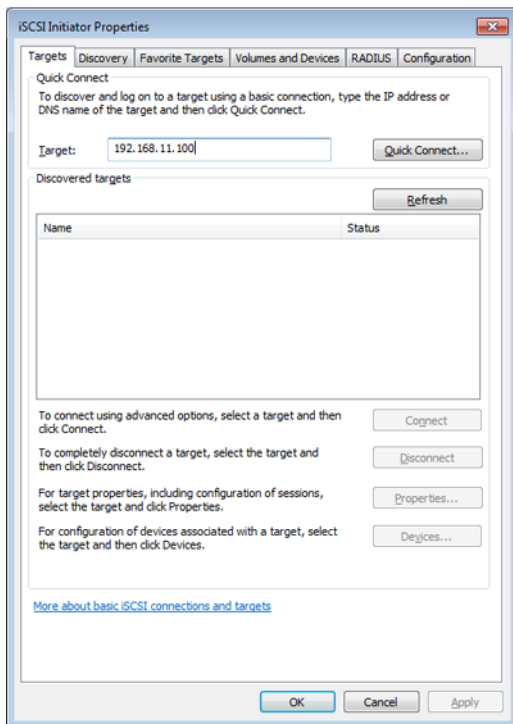 iSCSI Initiator Properties
Targets Discovery Favorite Targets Volumes and Devices RADIUS Configuration
Quick Connect
To discover and log on to a target using a basic connection, type the IP address or
DNS name of the target and then click Quick Connect.
Target: 192.168.11.100 Quick Connect...
Discovered targets
Refresh
Name Status
To connect using advanced options, select a target and then
click Connect.
Connect
To completely disconnect a target, select the target and
then click Disconnect.
Disconnect
For target properties, including configuration of sessions,
select the target and click Properties.
Properties...
For configuration of devices associated with a target, select
the target and then click Devices.
Devices...
More about basic iSCSI connections and targets
OK Cancel Apply